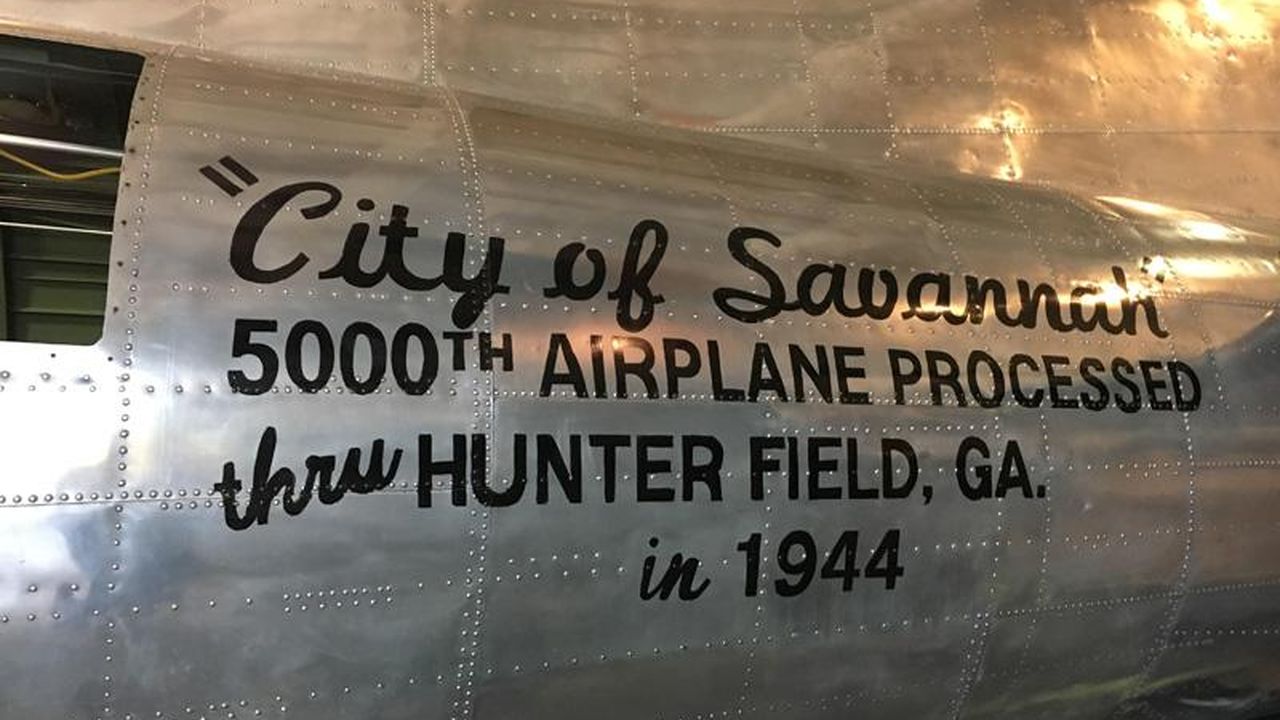 "City of Savannah"
5000TH AIRPLANE PROCESSED
thru HUNTER FIELD, GA.
in 1944